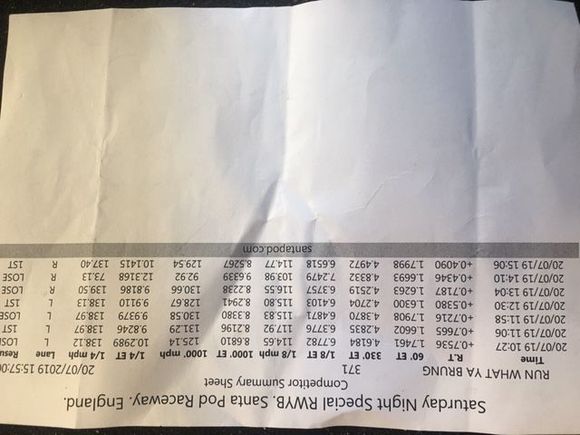 Saturday Night Special RWYB. Santa Pod Raceway. England.
Competitor Summary Sheet
RUN WHAT YA BRUNG 371 20/07/2019 15:57:0
Time R.T 60' ET 330' ET 1/8 ET 1/8 mph 1000' ET 1000' mph 1/4 ET 1/4 mph Lane Resu
20/07/19 10:27 +0.7536 1.7461 4.6184 6.7782 114.65 8.6810 125.14 10.2989 138.12 L LOSE
20/07/19 11:06 +0.7665 1.6602 4.2835 6.3776 117.92 8.2196 131.29 9.8246 138.97 L 1ST
20/07/19 11:58 +0.7216 1.7908 4.3870 6.4871 115.83 8.3380 130.58 9.9379 138.97 L LOSE
20/07/19 12:30 +0.5380 1.6300 4.2704 6.4103 115.80 8.2941 128.67 9.9110 138.13 L 1ST
20/07/19 13:04 +0.7187 1.6263 4.2519 6.3757 116.55 8.2238 130.66 9.8186 139.50 R LOSE
20/07/19 14:10 +0.4346 1.6693 4.8332 7.2479 103.98 9.6339 92.92 12.3168 73.13 R LOSE
20/07/19 15:06 +0.4090 1.7998 4.4972 6.6518 114.77 8.5267 129.54 10.1415 137.40 R 1ST
santapod.com